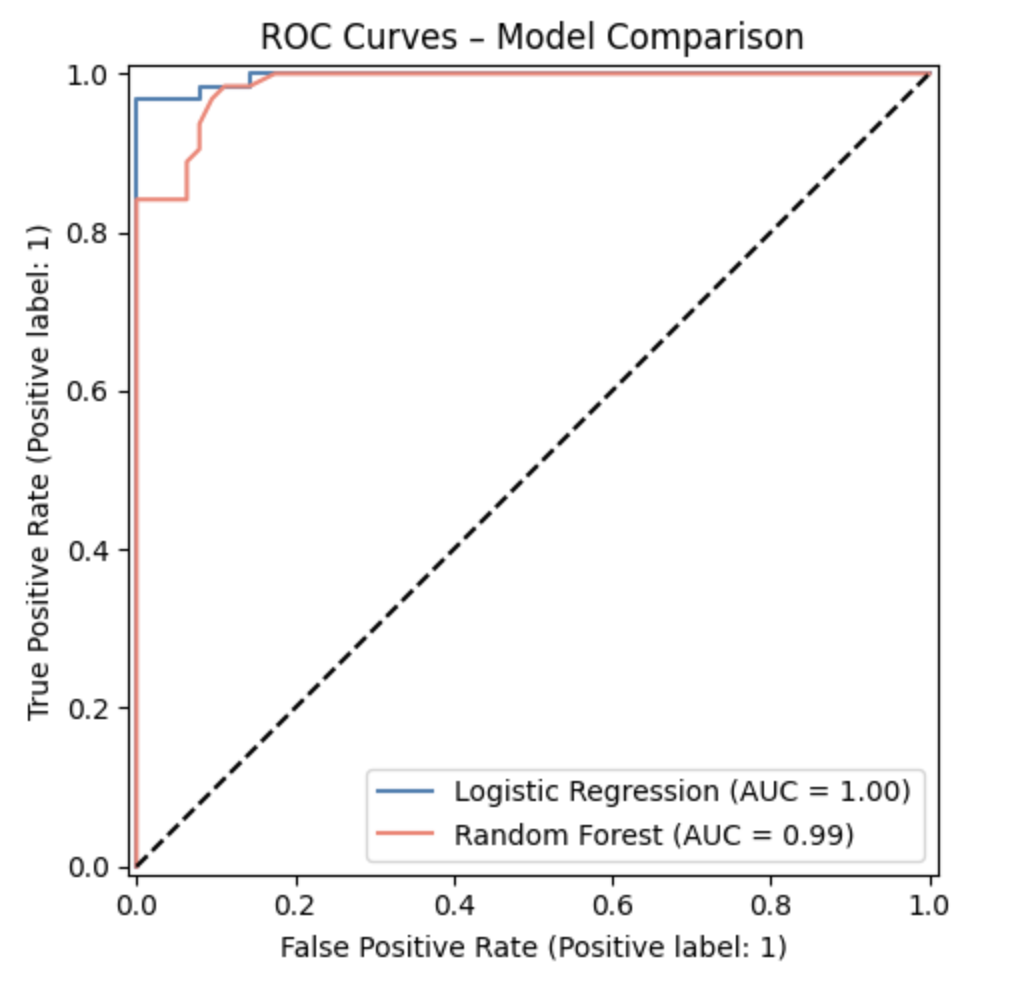 ROC Curves – Model Comparison
1.0
0.8
0.6
0.4
0.2
0.0
True Positive Rate (Positive label: 1)
Logistic Regression (AUC = 1.00)
Random Forest (AUC = 0.99)
0.0 0.2 0.4 0.6 0.8 1.0
False Positive Rate (Positive label: 1)